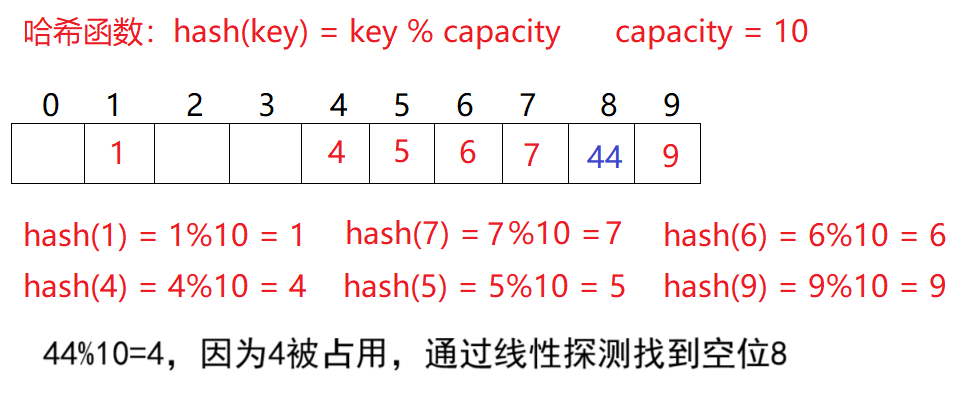 哈希函数：hash(key) = key % capacity capacity = 10
0 1 2 3 4 5 6 7 8 9
1 4 5 6 7 44 9
hash(1) = 1%10 = 1 hash(7) = 7%10 = 7 hash(6) = 6%10 = 6
hash(4) = 4%10 = 4 hash(5) = 5%10 = 5 hash(9) = 9%10 = 9
44%10=4，因为4被占用，通过线性探测找到空位8